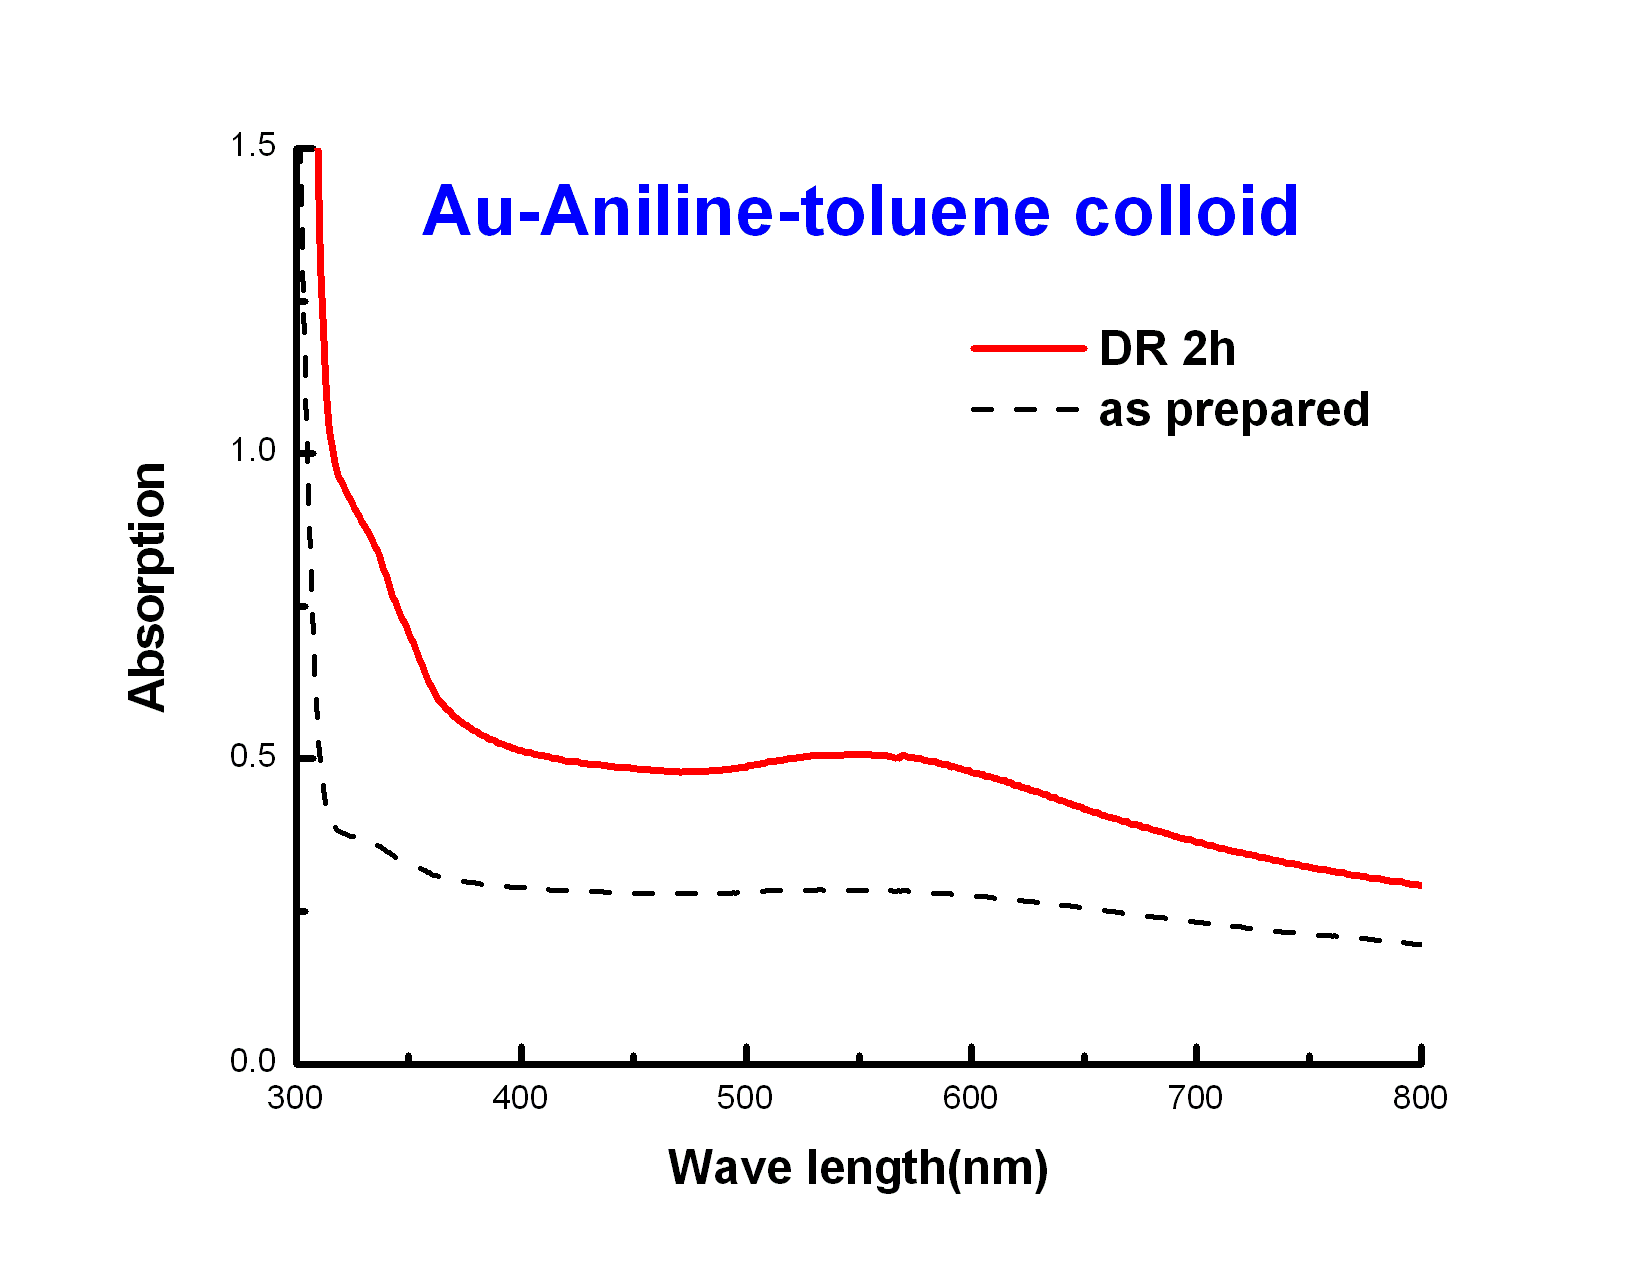 Au-Aniline-toluene colloid
DR 2h
as prepared
Absorption
1.5
1.0
0.5
0.0
300 400 500 600 700 800
Wave length(nm)